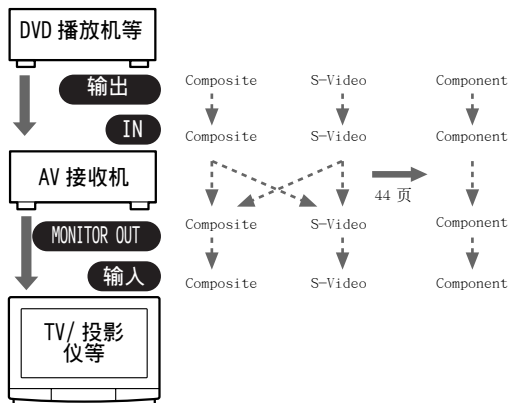 DVD 播放机等
输出
Composite S-Video Component
IN
Composite S-Video Component
AV 接收机
44 页
MONITOR OUT
Composite S-Video Component
输入
Composite S-Video Component
TV/ 投影
仪等